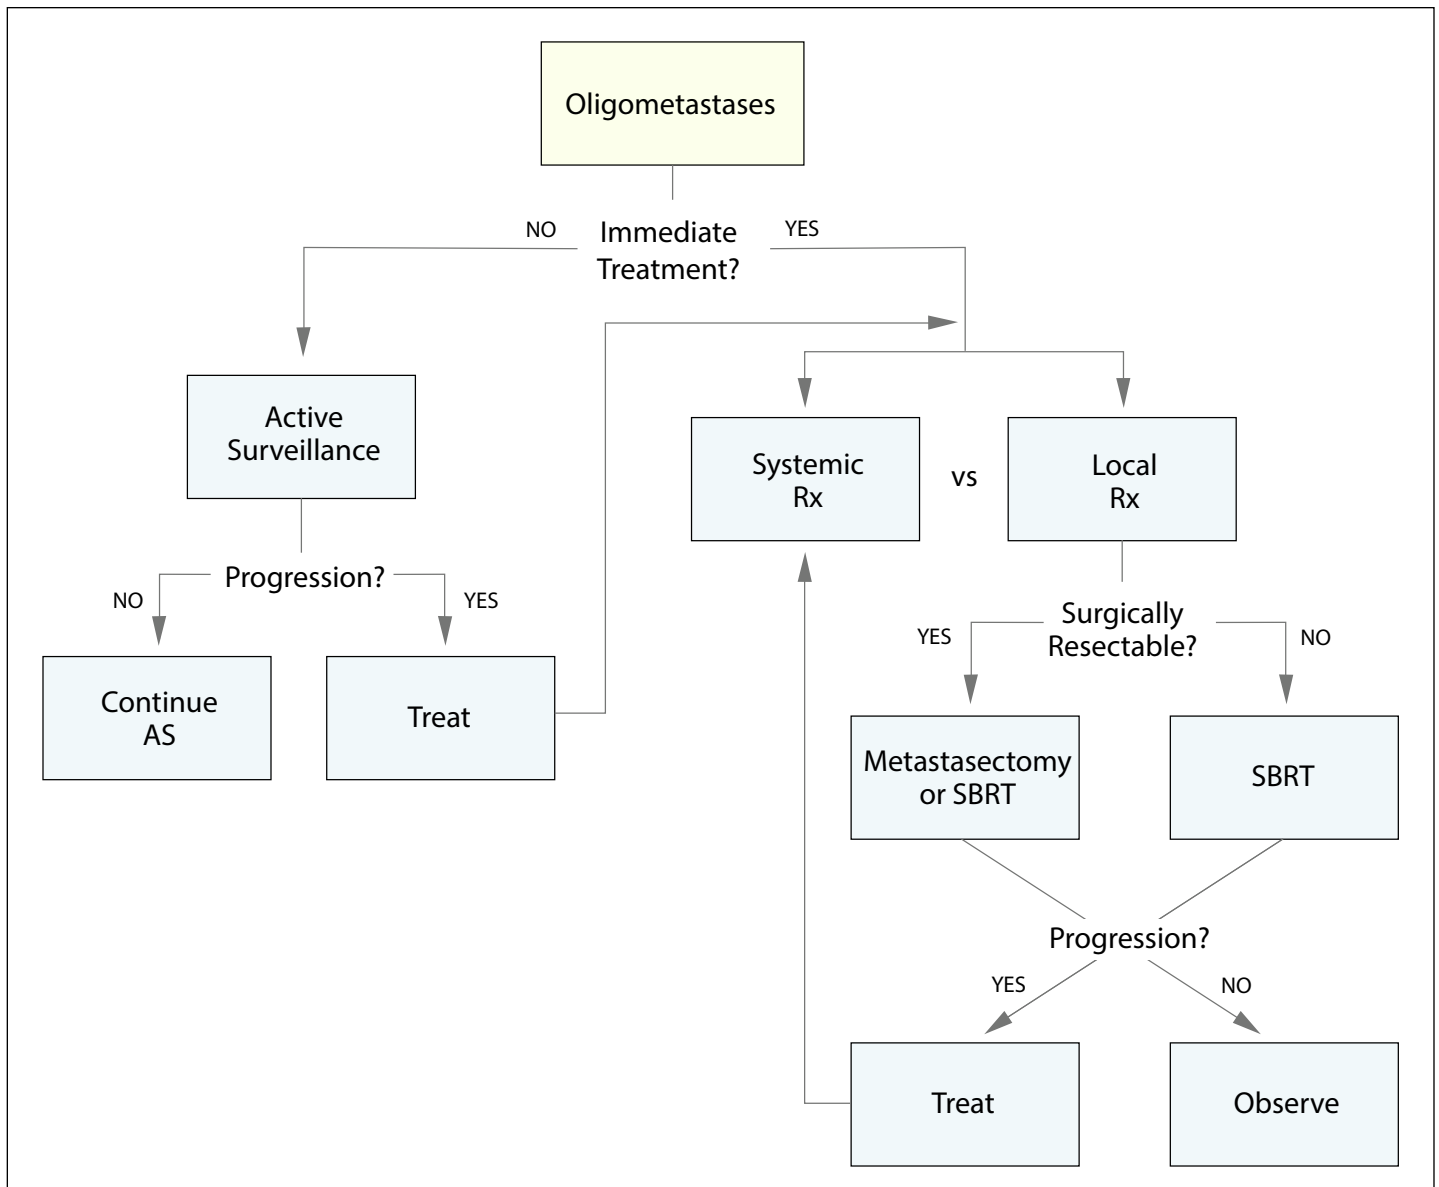 Oligometastases
NO
Immediate
Treatment?
YES
Active
Surveillance
Systemic
Rx
vs
Local
Rx
Progression?
NO
YES
Continue
AS
Treat
Surgically
Resectable?
YES
NO
Metastasectomy
or SBRT
SBRT
Progression?
YES
NO
Treat
Observe